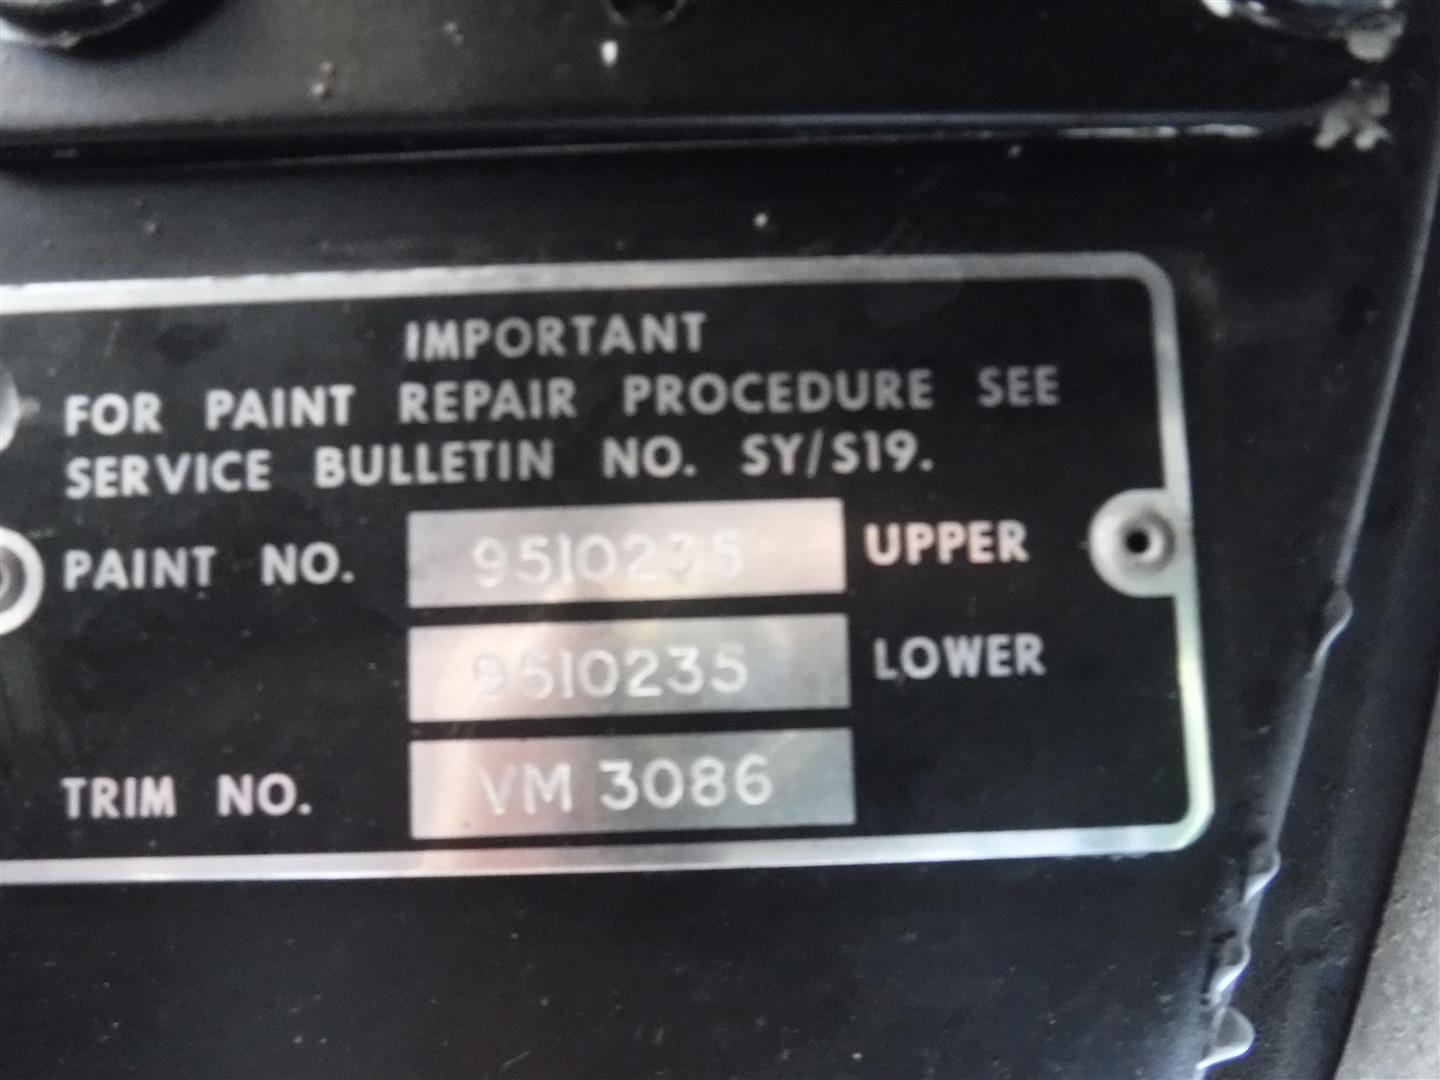 IMPORTANT
FOR PAINT REPAIR PROCEDURE SEE
SERVICE BULLETIN NO. SY/S19.
PAINT NO. 9510235 UPPER
9510235 LOWER
TRIM NO. VM 3086